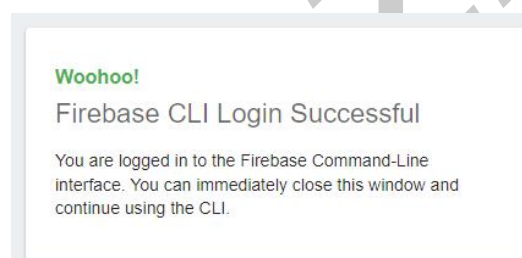 Woohoo!
Firebase CLI Login Successful
You are logged in to the Firebase Command-Line
interface. You can immediately close this window and
continue using the CLI.